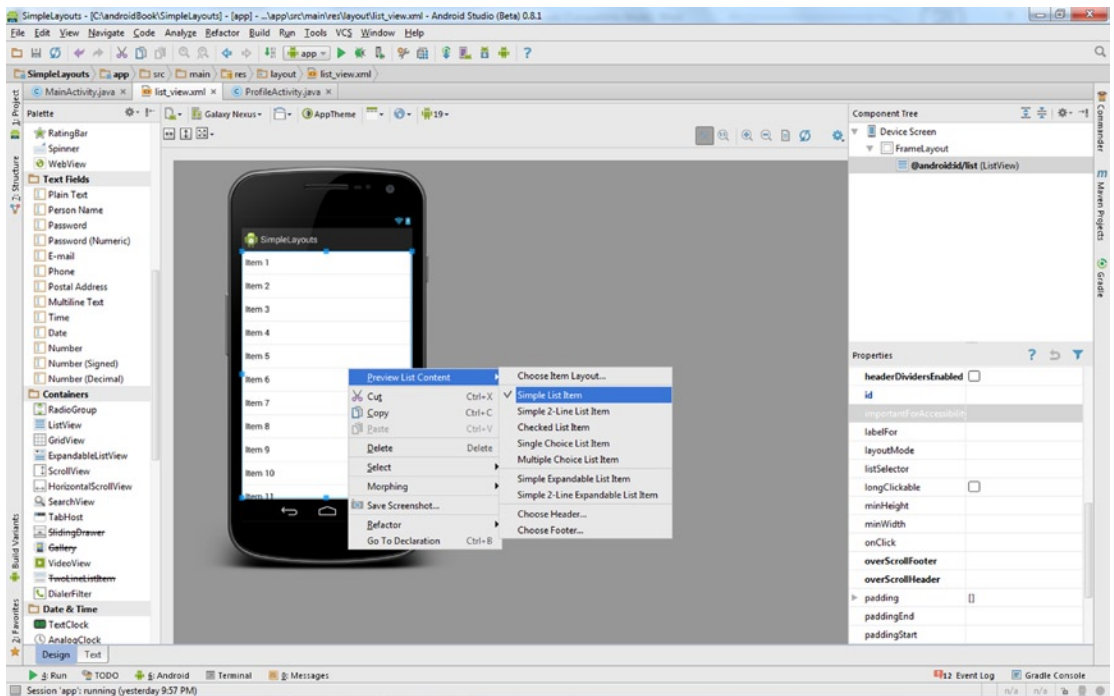 SimpleLayouts - [C:\androidBook\SimpleLayouts] - [app] - ...\app\src\main\res\layout\list_view.xml - Android Studio (Beta) 0.8.1
File Edit View Navigate Code Analyze Refactor Build Run Tools VCS Window Help
app
SimpleLayouts app src main res layout list_view.xml
MainActivity.java list_view.xml ProfileActivity.java
1: Project
2: Structure
Build Variants
2: Favorites
Palette
RatingBar
Spinner
WebView
Text Fields
Plain Text
Person Name
Password
Password (Numeric)
E-mail
Phone
Postal Address
Multiline Text
Time
Date
Number
Number (Signed)
Number (Decimal)
Containers
RadioGroup
ListView
GridView
ExpandableListView
ScrollView
HorizontalScrollView
SearchView
TabHost
SlidingDrawer
Gallery
VideoView
TwoLineListItem
DialerFilter
Date & Time
TextClock
AnalogClock
Design Text
Galaxy Nexus AppTheme 19
SimpleLayouts
Item 1
Item 2
Item 3
Item 4
Item 5
Item 6
Item 7
Item 8
Item 9
Item 10
Item 11
Preview List Content
Cut Ctrl+X
Copy Ctrl+C
Paste Ctrl+V
Delete Delete
Select
Morphing
Save Screenshot...
Refactor
Go To Declaration Ctrl+B
Choose Item Layout...
Simple List Item
Simple 2-Line List Item
Checked List Item
Single Choice List Item
Multiple Choice List Item
Simple Expandable List Item
Simple 2-Line Expandable List Item
Choose Header...
Choose Footer...
Component Tree
Device Screen
FrameLayout
@android:id/list (ListView)
Properties
headerDividersEnabled
id
importantForAccessibility
labelFor
layoutMode
listSelector
longClickable
minHeight
minWidth
onClick
overScrollFooter
overScrollHeader
padding []
paddingEnd
paddingStart
Commander
Maven Projects
Gradle
4: Run TODO 6: Android Terminal 0: Messages 12 Event Log Gradle Console
Session 'app': running (yesterday 9:57 PM) n/a n/a